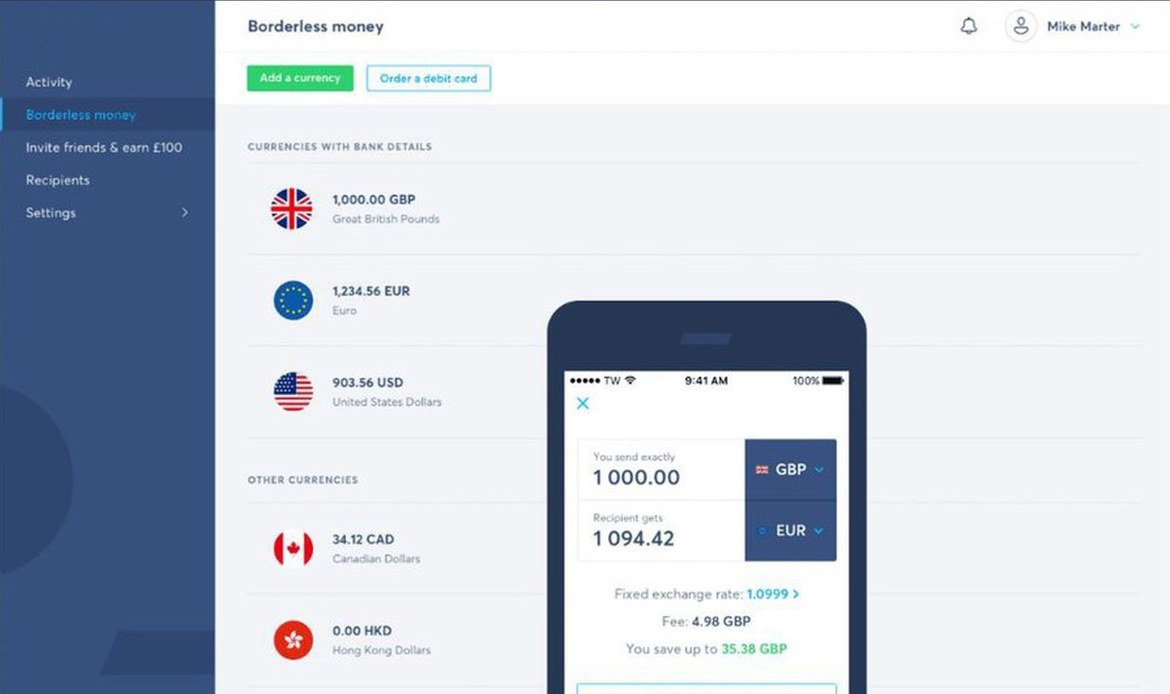 Borderless money
Mike Marter
Add a currency
Order a debit card
Activity
Borderless money
Invite friends & earn £100
Recipients
Settings
CURRENCIES WITH BANK DETAILS
1,000.00 GBP
Great British Pounds
1,234.56 EUR
Euro
903.56 USD
United States Dollars
OTHER CURRENCIES
34.12 CAD
Canadian Dollars
0.00 HKD
Hong Kong Dollars
TW 9:41 AM 100%
You send exactly
1 000.00 GBP
Recipient gets
1 094.42 EUR
Fixed exchange rate: 1.0999
Fee: 4.98 GBP
You save up to 35.38 GBP